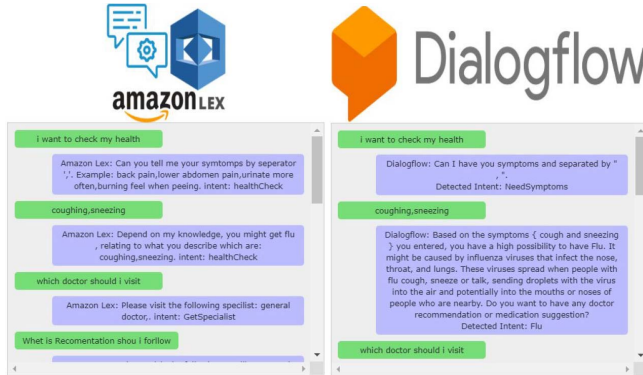 amazon LEX
Dialogflow
i want to check my health
Amazon Lex: Can you tell me your symtomps by seperator
','. Example: back pain,lower abdomen pain,urinate more
often,burning feel when peeing. intent: healthCheck
coughing,sneezing
Amazon Lex: Depend on my knowledge, you might get flu
, relating to what you describe which are:
coughing,sneezing. intent: healthCheck
which doctor should i visit
Amazon Lex: Please visit the following specilist: general
doctor,. intent: GetSpecialist
Whet is Recomentation shou i forllow
i want to check my health
Dialogflow: Can I have you symptoms and separated by "
, ".
Detected Intent: NeedSymptoms
coughing,sneezing
Dialogflow: Based on the symptoms { cough and sneezing
} you entered, you have a high possibility to have Flu. It
might be caused by influenza viruses that infect the nose,
throat, and lungs. These viruses spread when people with
flu cough, sneeze or talk, sending droplets with the virus
into the air and potentially into the mouths or noses of
people who are nearby. Do you want to have any doctor
recommendation or medication suggestion?
Detected Intent: Flu
which doctor should i visit